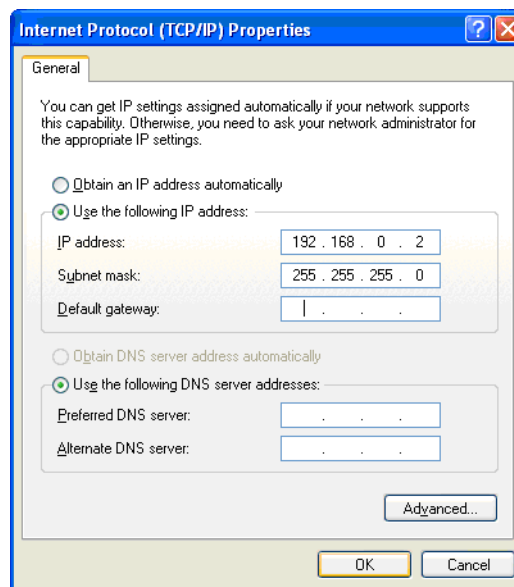 Internet Protocol (TCP/IP) Properties
General
You can get IP settings assigned automatically if your network supports
this capability. Otherwise, you need to ask your network administrator for
the appropriate IP settings.
Obtain an IP address automatically
Use the following IP address:
IP address: 192 . 168 . 0 . 2
Subnet mask: 255 . 255 . 255 . 0
Default gateway: . . .
Obtain DNS server address automatically
Use the following DNS server addresses:
Preferred DNS server: . . .
Alternate DNS server: . . .
Advanced...
OK Cancel